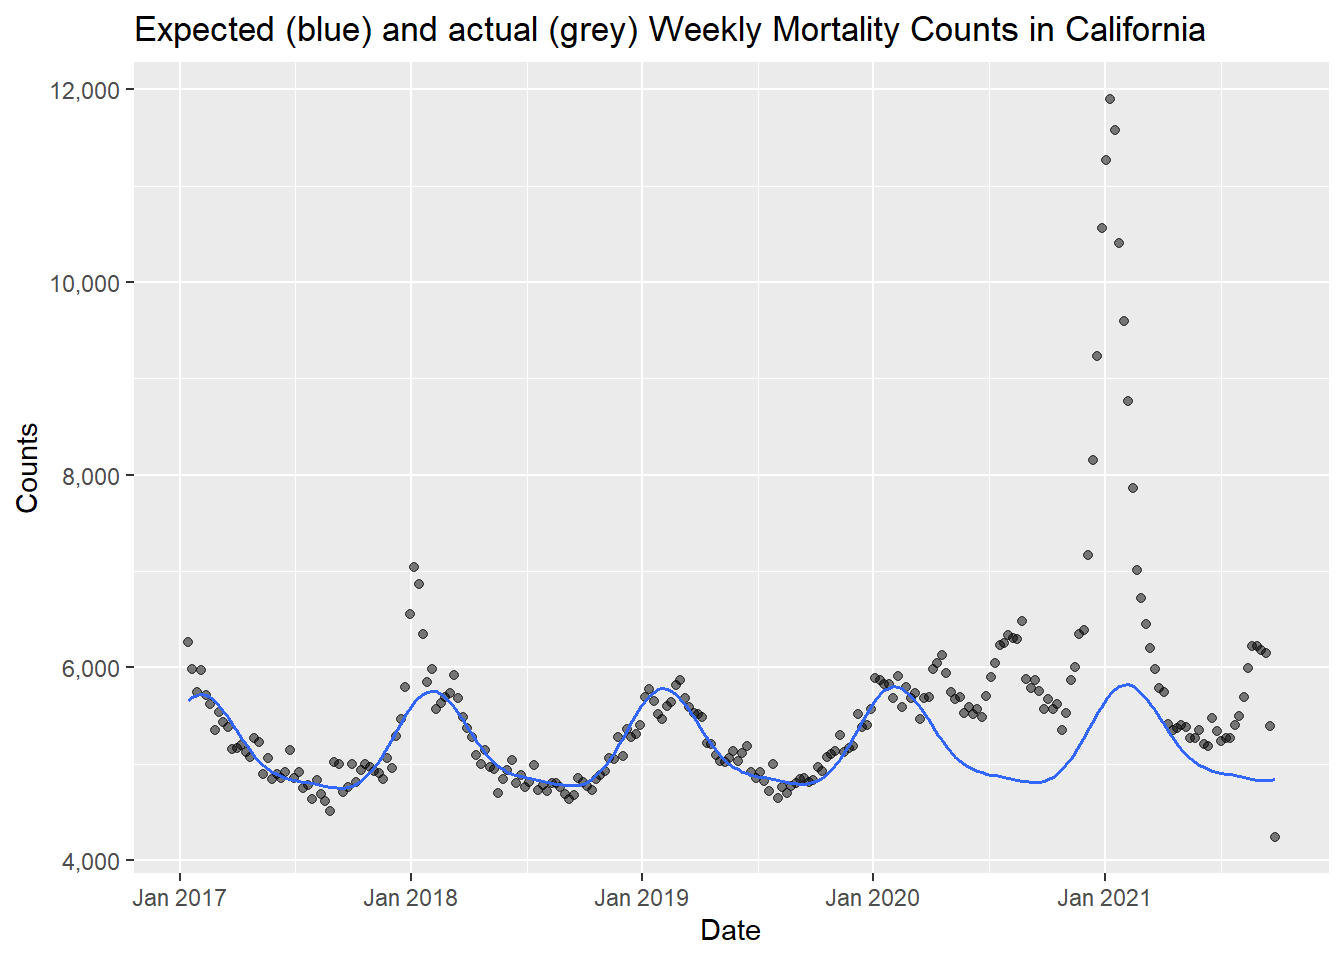 Expected (blue) and actual (grey) Weekly Mortality Counts in California
12,000
10,000
8,000
6,000
4,000
Counts
Jan 2017
Jan 2018
Jan 2019
Jan 2020
Jan 2021
Date